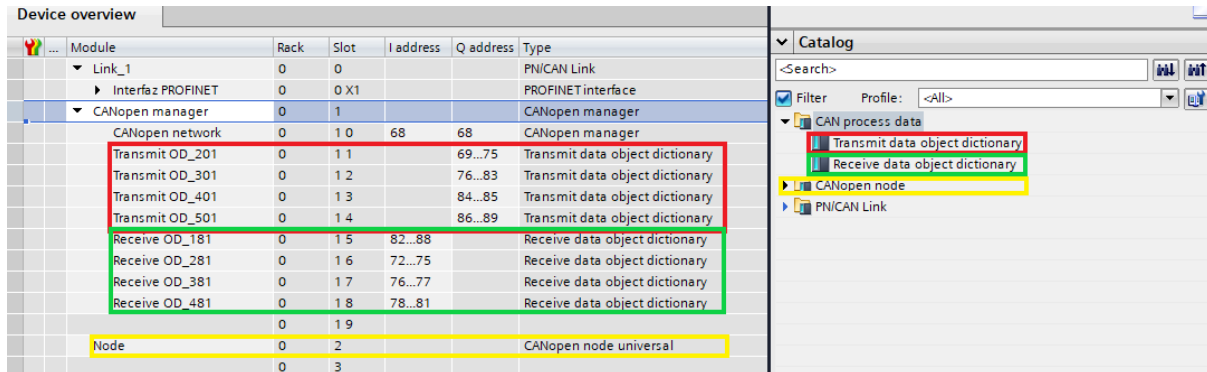 Device overview
... Module Rack Slot I address Q address Type
Link_1 0 0 PN/CAN Link
Interfaz PROFINET 0 0 X1 PROFINET interface
CANopen manager 0 1 CANopen manager
CANopen network 0 1 0 68 68 CANopen manager
Transmit OD_201 0 1 1 69...75 Transmit data object dictionary
Transmit OD_301 0 1 2 76...83 Transmit data object dictionary
Transmit OD_401 0 1 3 84...85 Transmit data object dictionary
Transmit OD_501 0 1 4 86...89 Transmit data object dictionary
Receive OD_181 0 1 5 82...88 Receive data object dictionary
Receive OD_281 0 1 6 72...75 Receive data object dictionary
Receive OD_381 0 1 7 76...77 Receive data object dictionary
Receive OD_481 0 1 8 78...81 Receive data object dictionary
0 1 9
Node 0 2 CANopen node universal
0 3
Catalog
<Search>
Filter Profile: <All>
CAN process data
Transmit data object dictionary
Receive data object dictionary
CANopen node
PN/CAN Link